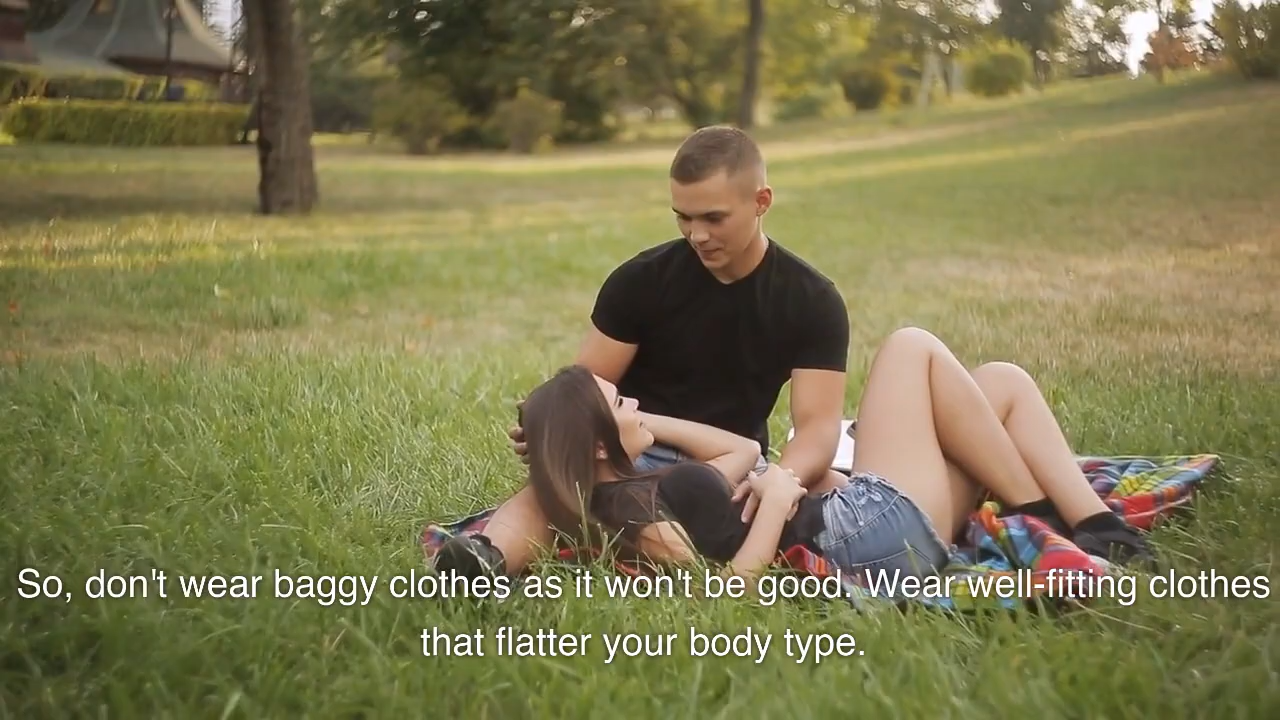 So, don't wear baggy clothes as it won't be good. Wear well-fitting clothes
that flatter your body type.